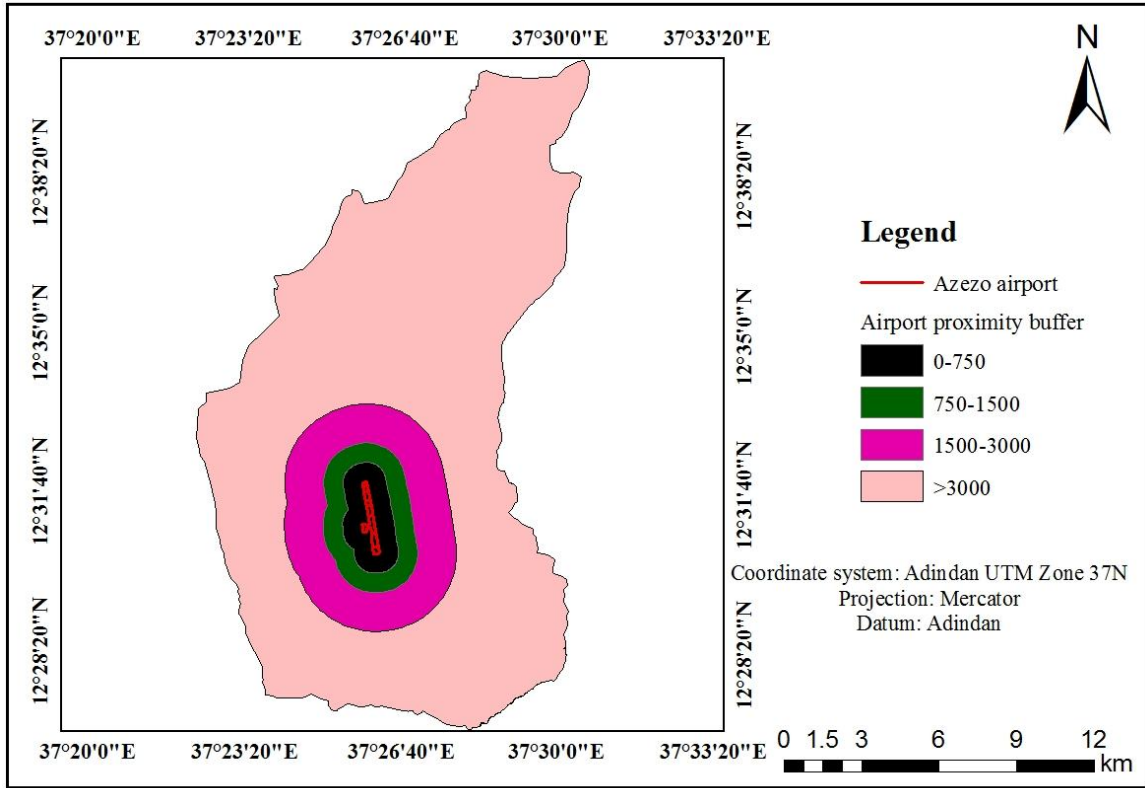 37°20'0"E 37°23'20"E 37°26'40"E 37°30'0"E 37°33'20"E
N
12°38'20"N
12°35'0"N
12°31'40"N
12°28'20"N
12°38'20"N
12°35'0"N
12°31'40"N
12°28'20"N
Legend
Azezo airport
Airport proximity buffer
0-750
750-1500
1500-3000
>3000
Coordinate system: Adindan UTM Zone 37N
Projection: Mercator
Datum: Adindan
37°20'0"E 37°23'20"E 37°26'40"E 37°30'0"E 37°33'20"E
0 1.5 3 6 9 12
km